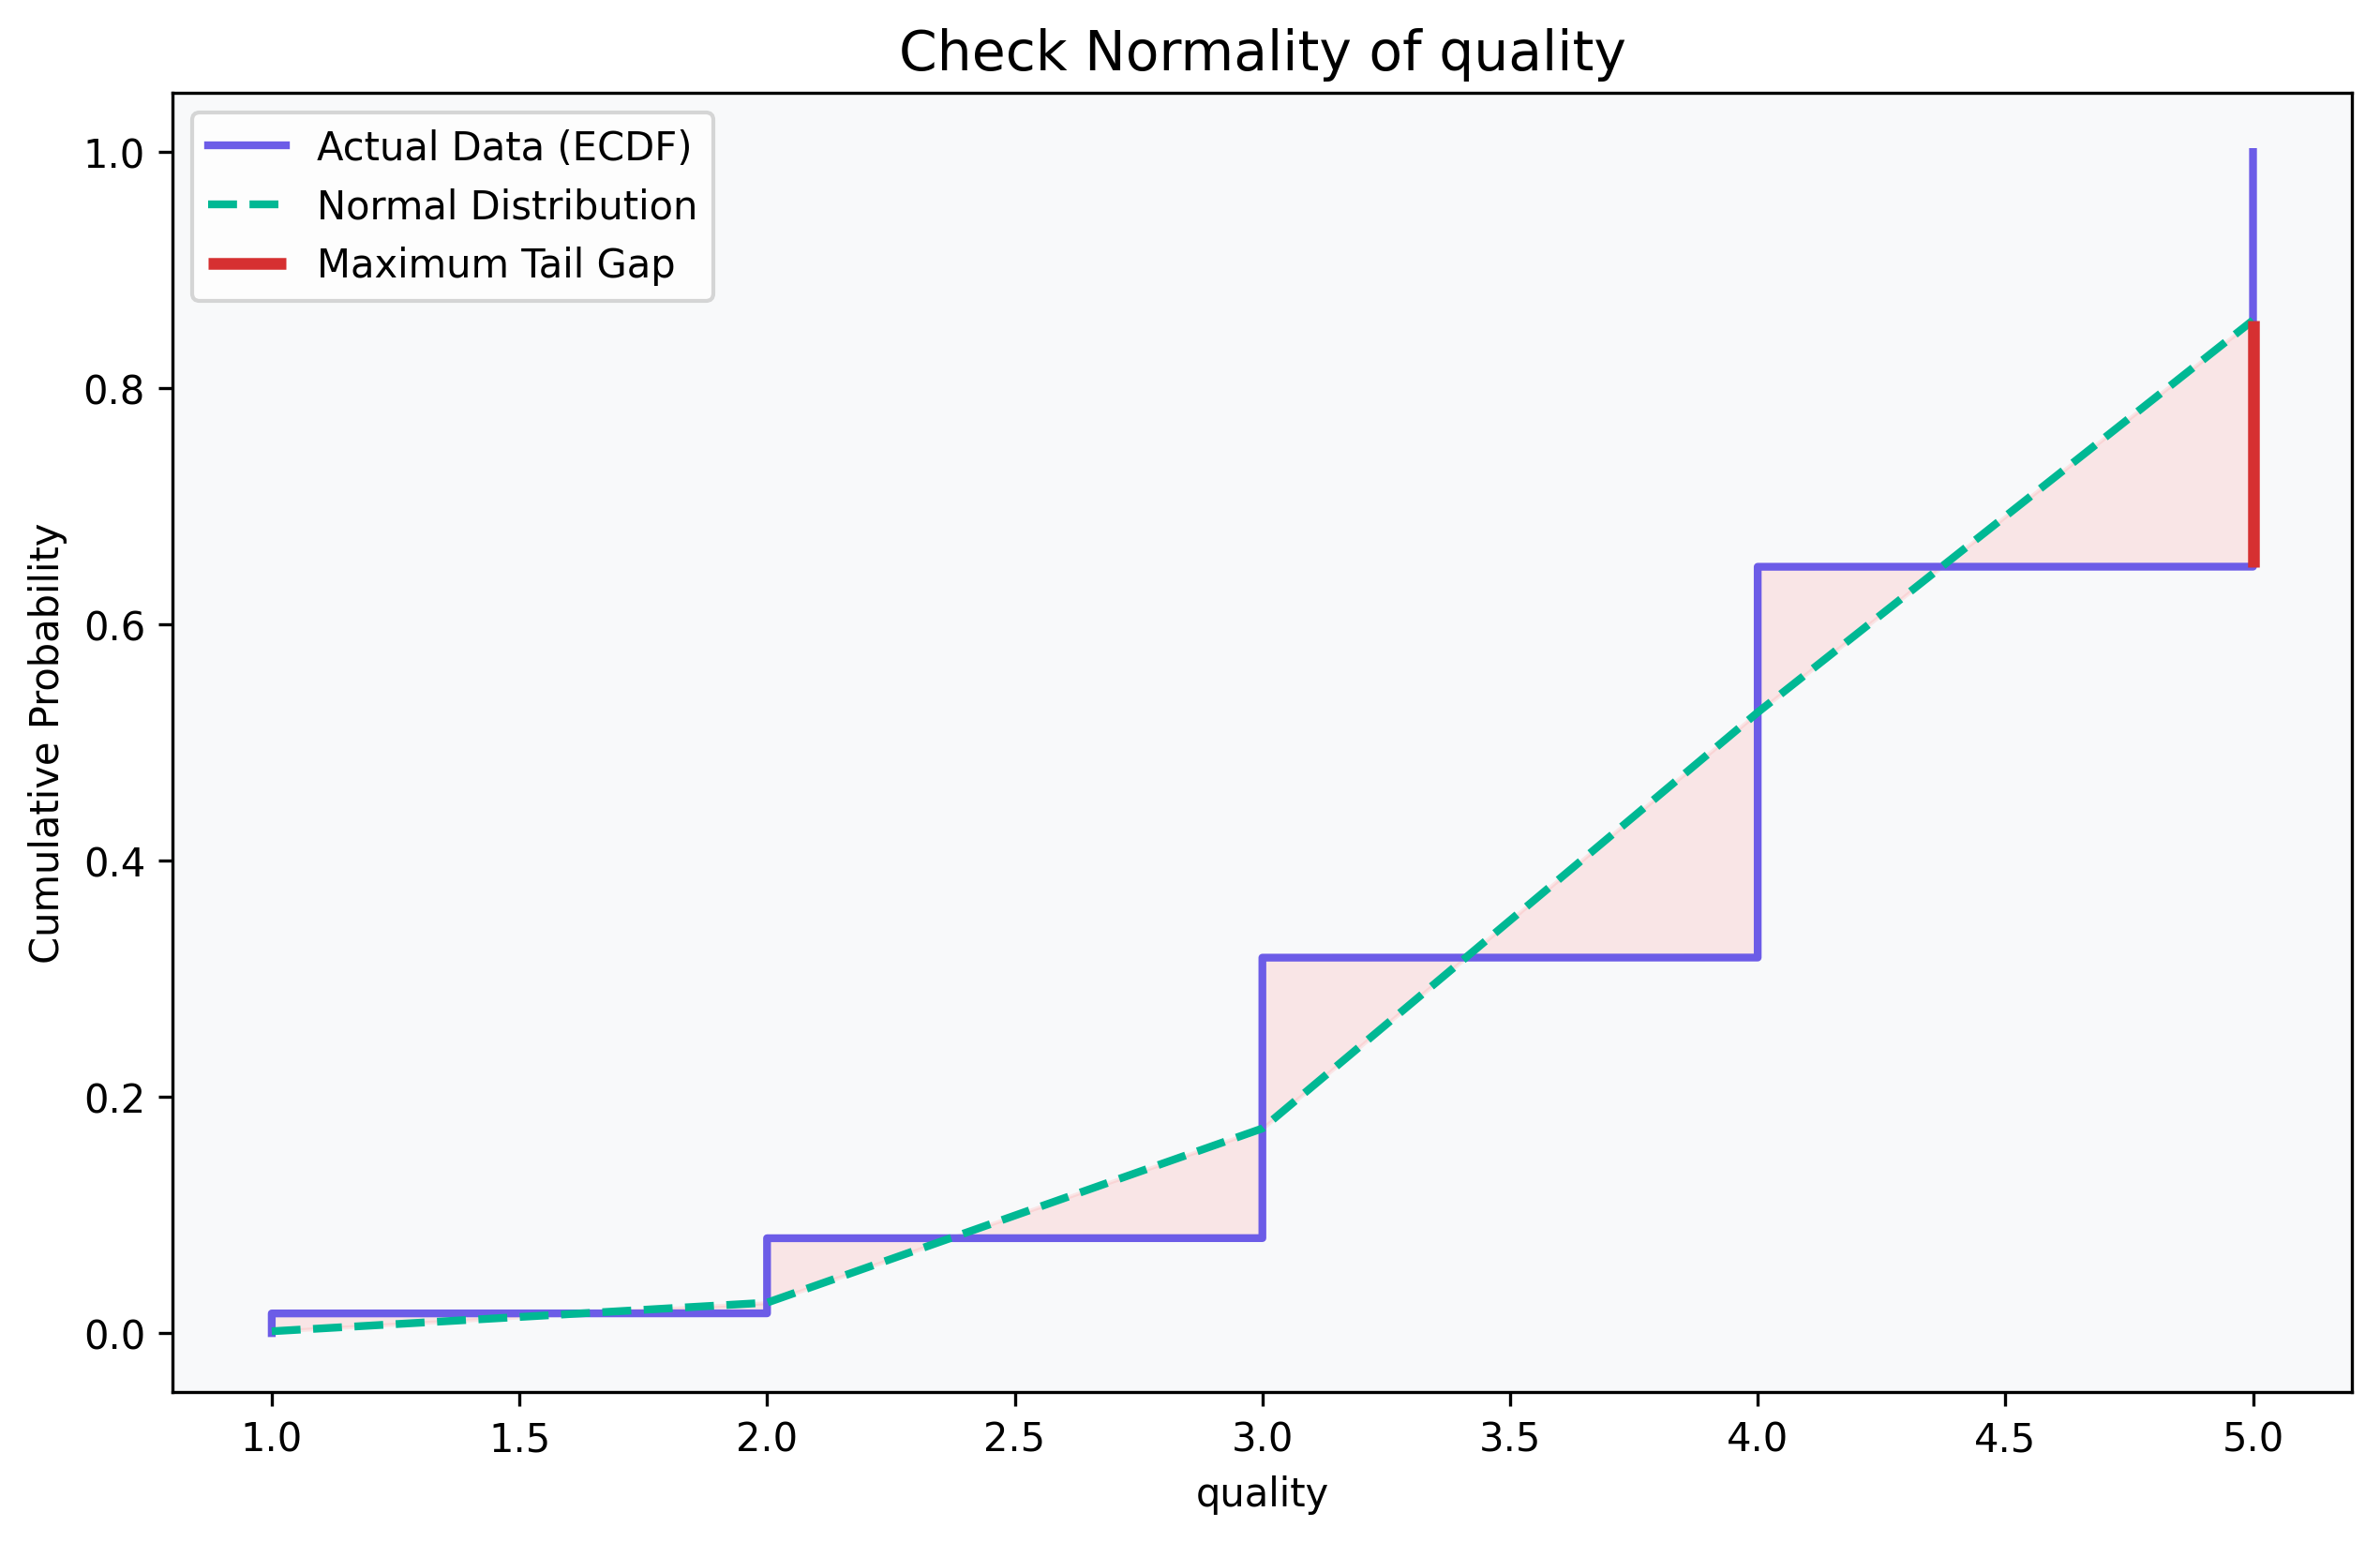 Check Normality of quality
Actual Data (ECDF)
Normal Distribution
Maximum Tail Gap
Cumulative Probability
1.0
0.8
0.6
0.4
0.2
0.0
1.0 1.5 2.0 2.5 3.0 3.5 4.0 4.5 5.0
quality